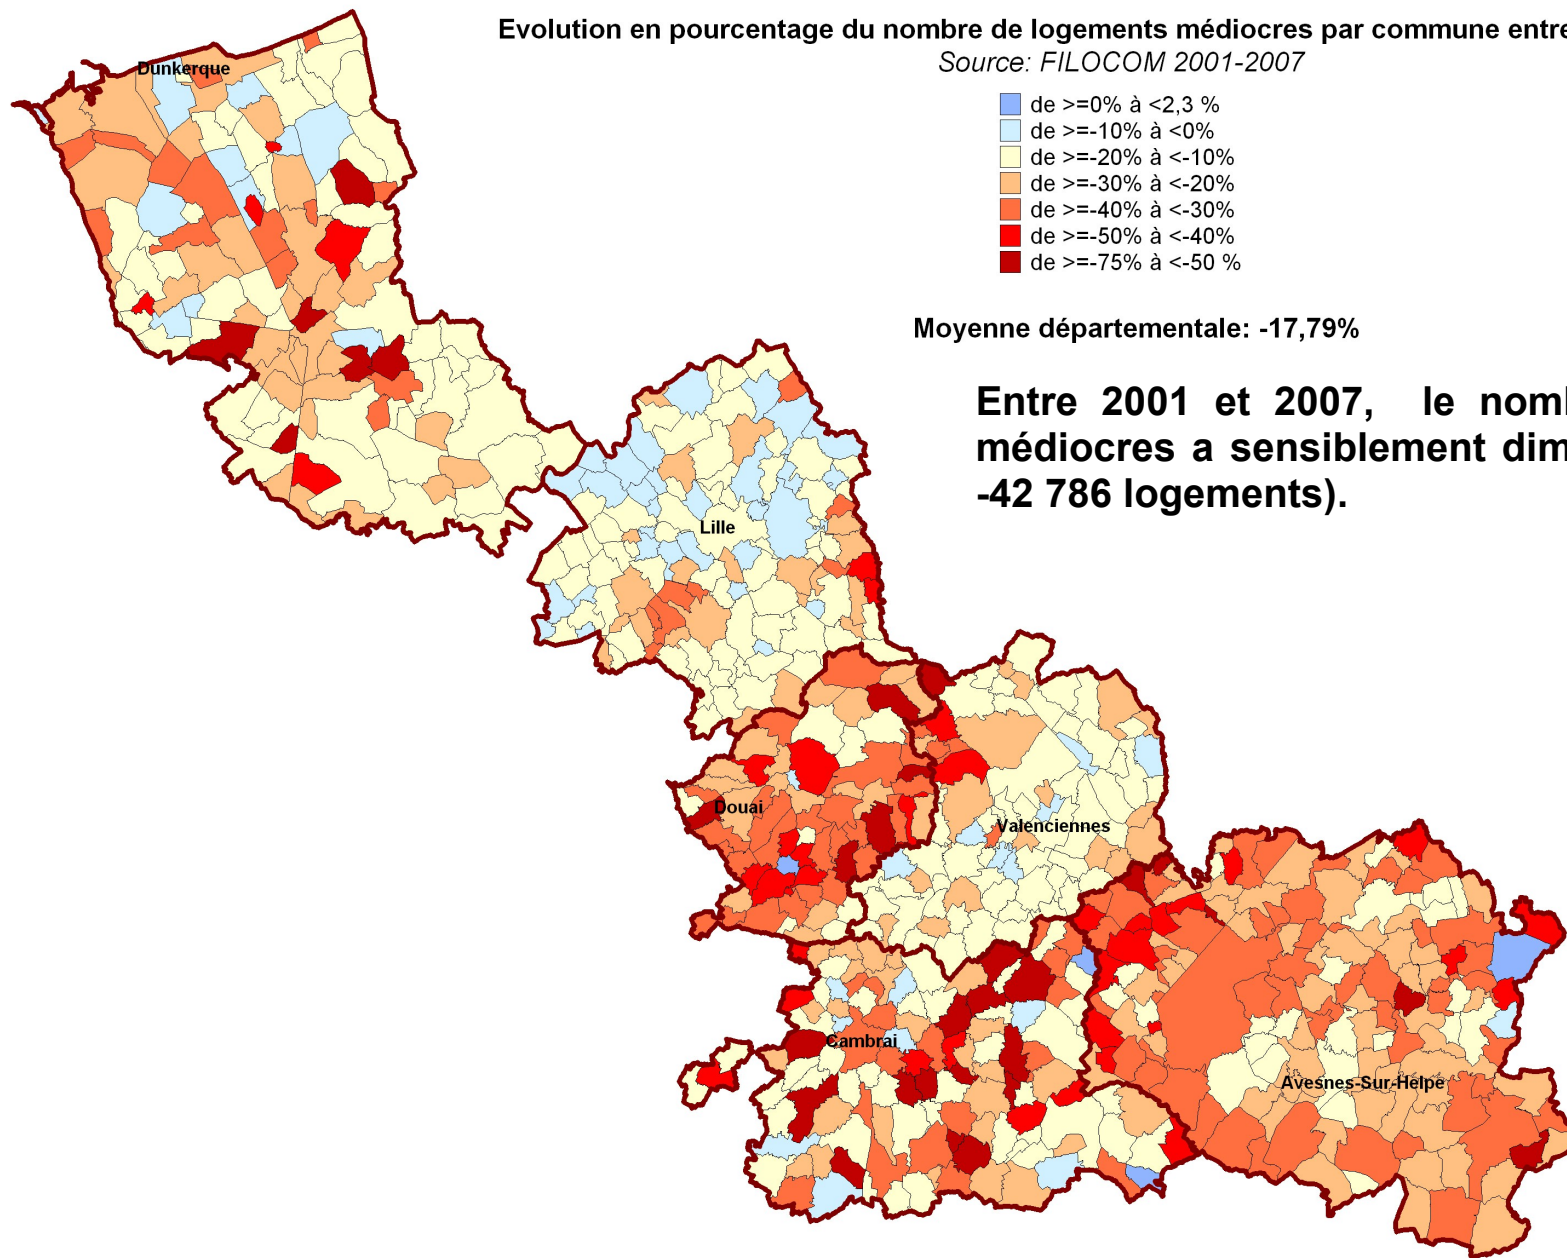 Evolution en pourcentage du nombre de logements médiocres par commune entre
Source: FILOCOM 2001-2007
de >=0% à <2,3 %
de >=-10% à <0%
de >=-20% à <-10%
de >=-30% à <-20%
de >=-40% à <-30%
de >=-50% à <-40%
de >=-75% à <-50 %
Moyenne départementale: -17,79%
Entre 2001 et 2007, le
médiocres a sensiblement
-42 786 logements).
Dunkerque
Lille
Douai
Valenciennes
Cambrai
Avesnes-Sur-Helpe